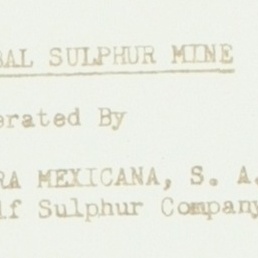 BAL SULPHUR MINE
erated By
RA MEXICANA, S. A.
lf Sulphur Company